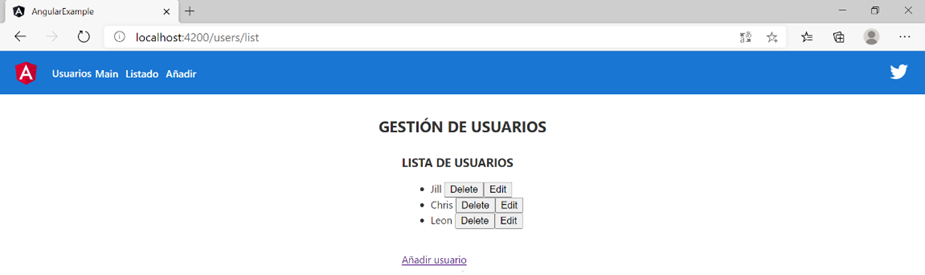 AngularExample
localhost:4200/users/list
Usuarios Main Listado Añadir
GESTIÓN DE USUARIOS
LISTA DE USUARIOS
Jill Delete Edit
Chris Delete Edit
Leon Delete Edit
Añadir usuario